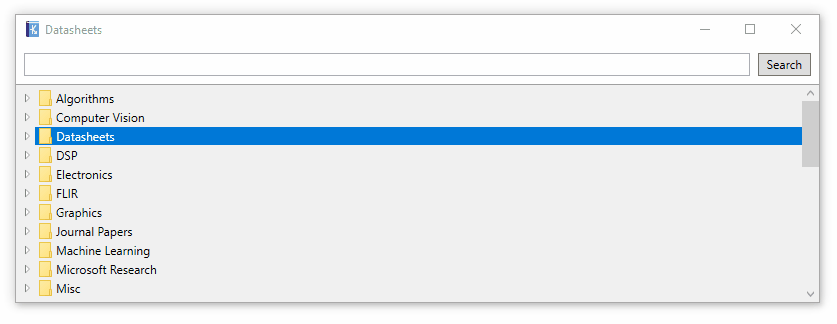 Datasheets
Search
Algorithms
Computer Vision
Datasheets
DSP
Electronics
FLIR
Graphics
Journal Papers
Machine Learning
Microsoft Research
Misc